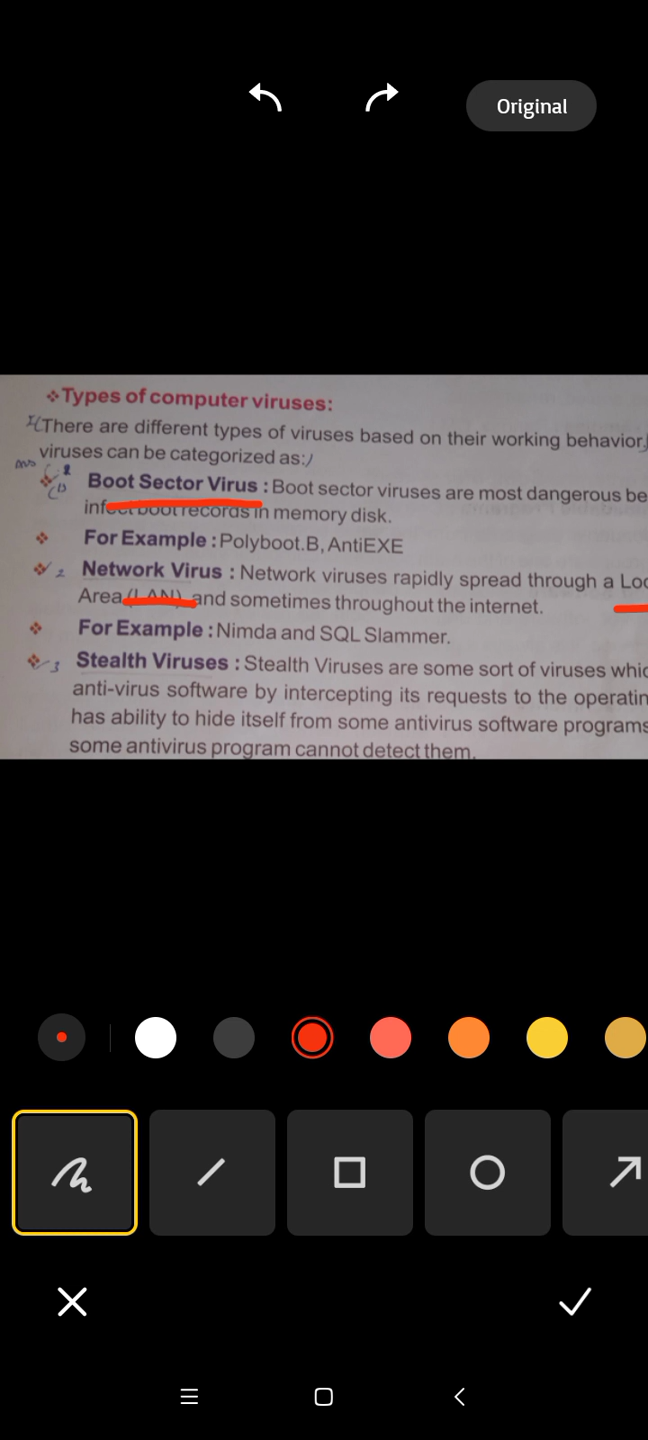 Original
❖Types of computer viruses:
There are different types of viruses based on their working behavior,
viruses can be categorized as:
Boot Sector Virus : Boot sector viruses are most dangerous be
infect boot records in memory disk.
❖ For Example : Polyboot.B, AntiEXE
❖ 2 Network Virus : Network viruses rapidly spread through a Loc
Area (LAN) and sometimes throughout the internet.
❖ For Example : Nimda and SQL Slammer.
❖ 3 Stealth Viruses : Stealth Viruses are some sort of viruses whic
anti-virus software by intercepting its requests to the operatin
has ability to hide itself from some antivirus software programs
some antivirus program cannot detect them.